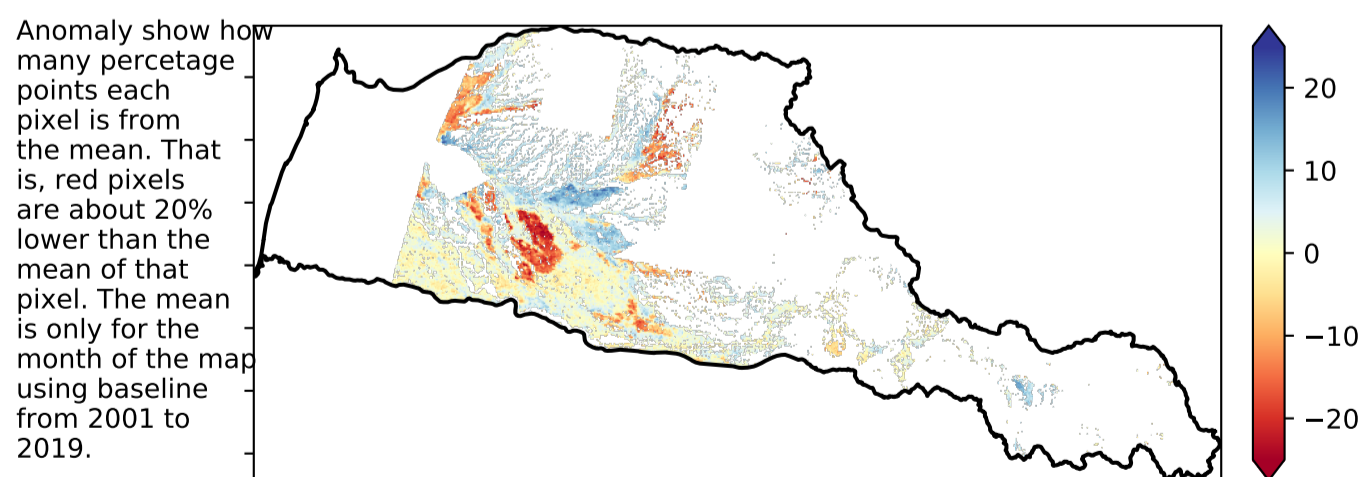 Anomaly show how
many percetage
points each
pixel is from
the mean. That
is, red pixels
are about 20%
lower than the
mean of that
pixel. The mean
is only for the
month of the map
using baseline
from 2001 to
2019.
20
10
0
−10
−20